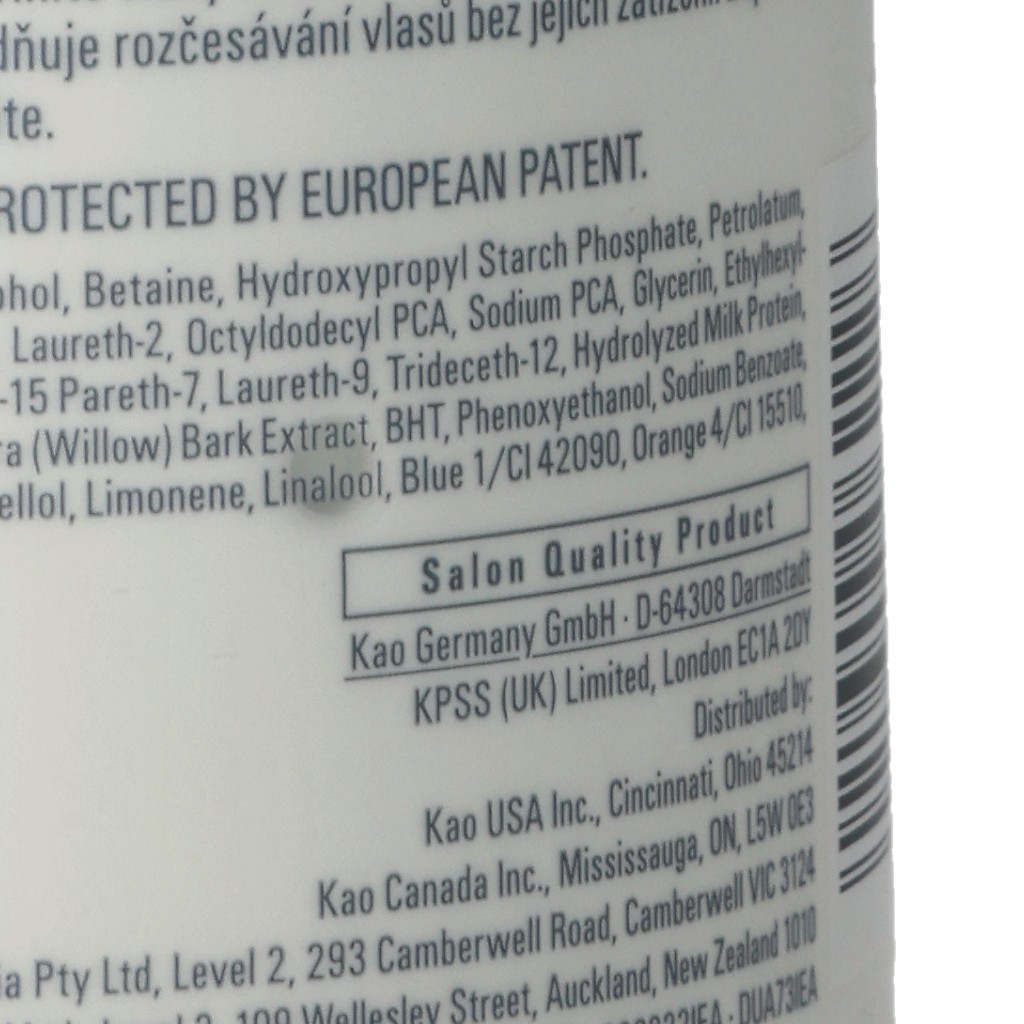 dňuje rozčesávání vlasů bez jejich
te.
ROTECTED BY EUROPEAN PATENT.
ohol, Betaine, Hydroxypropyl Starch Phosphate, Petrolatum,
Laureth-2, Octyldodecyl PCA, Sodium PCA, Glycerin, Ethylhexyl-
-15 Pareth-7, Laureth-9, Trideceth-12, Hydrolyzed Milk Protein,
ra (Willow) Bark Extract, BHT, Phenoxyethanol, Sodium Benzoate,
ellol, Limonene, Linalool, Blue 1/CI 42090, Orange 4/CI 15510,
Salon Quality Product
Kao Germany GmbH · D-64308 Darmstadt
KPSS (UK) Limited, London EC1A 2DY
Distributed by:
Kao USA Inc., Cincinnati, Ohio 45214
Kao Canada Inc., Mississauga, ON, L5W 0E3
ia Pty Ltd, Level 2, 293 Camberwell Road, Camberwell VIC 3124
2, 109 Wellesley Street, Auckland, New Zealand 1010
DUA73IEA